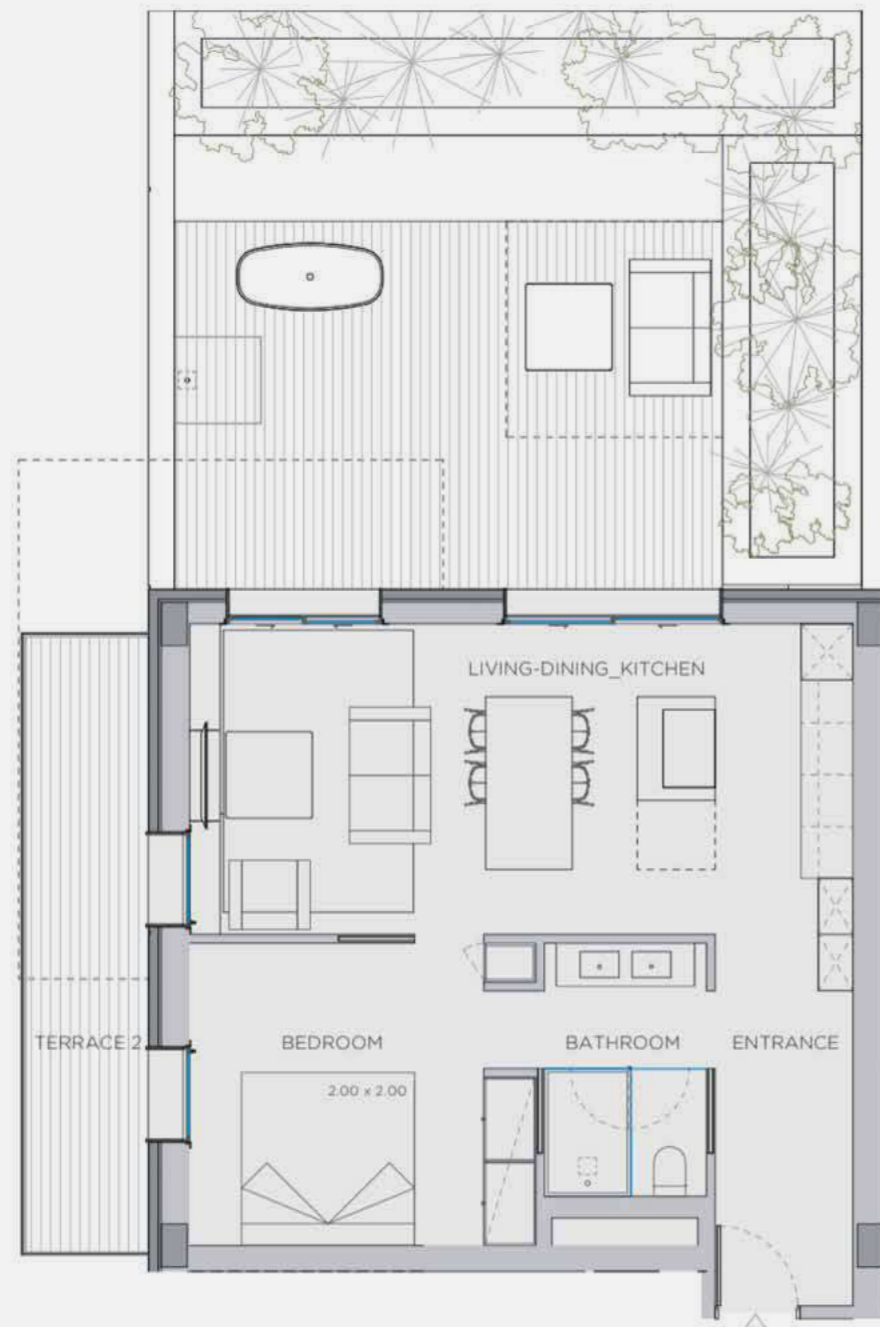 LIVING-DINING_KITCHEN
TERRACE 2
BEDROOM
BATHROOM
ENTRANCE
2.00 x 2.00